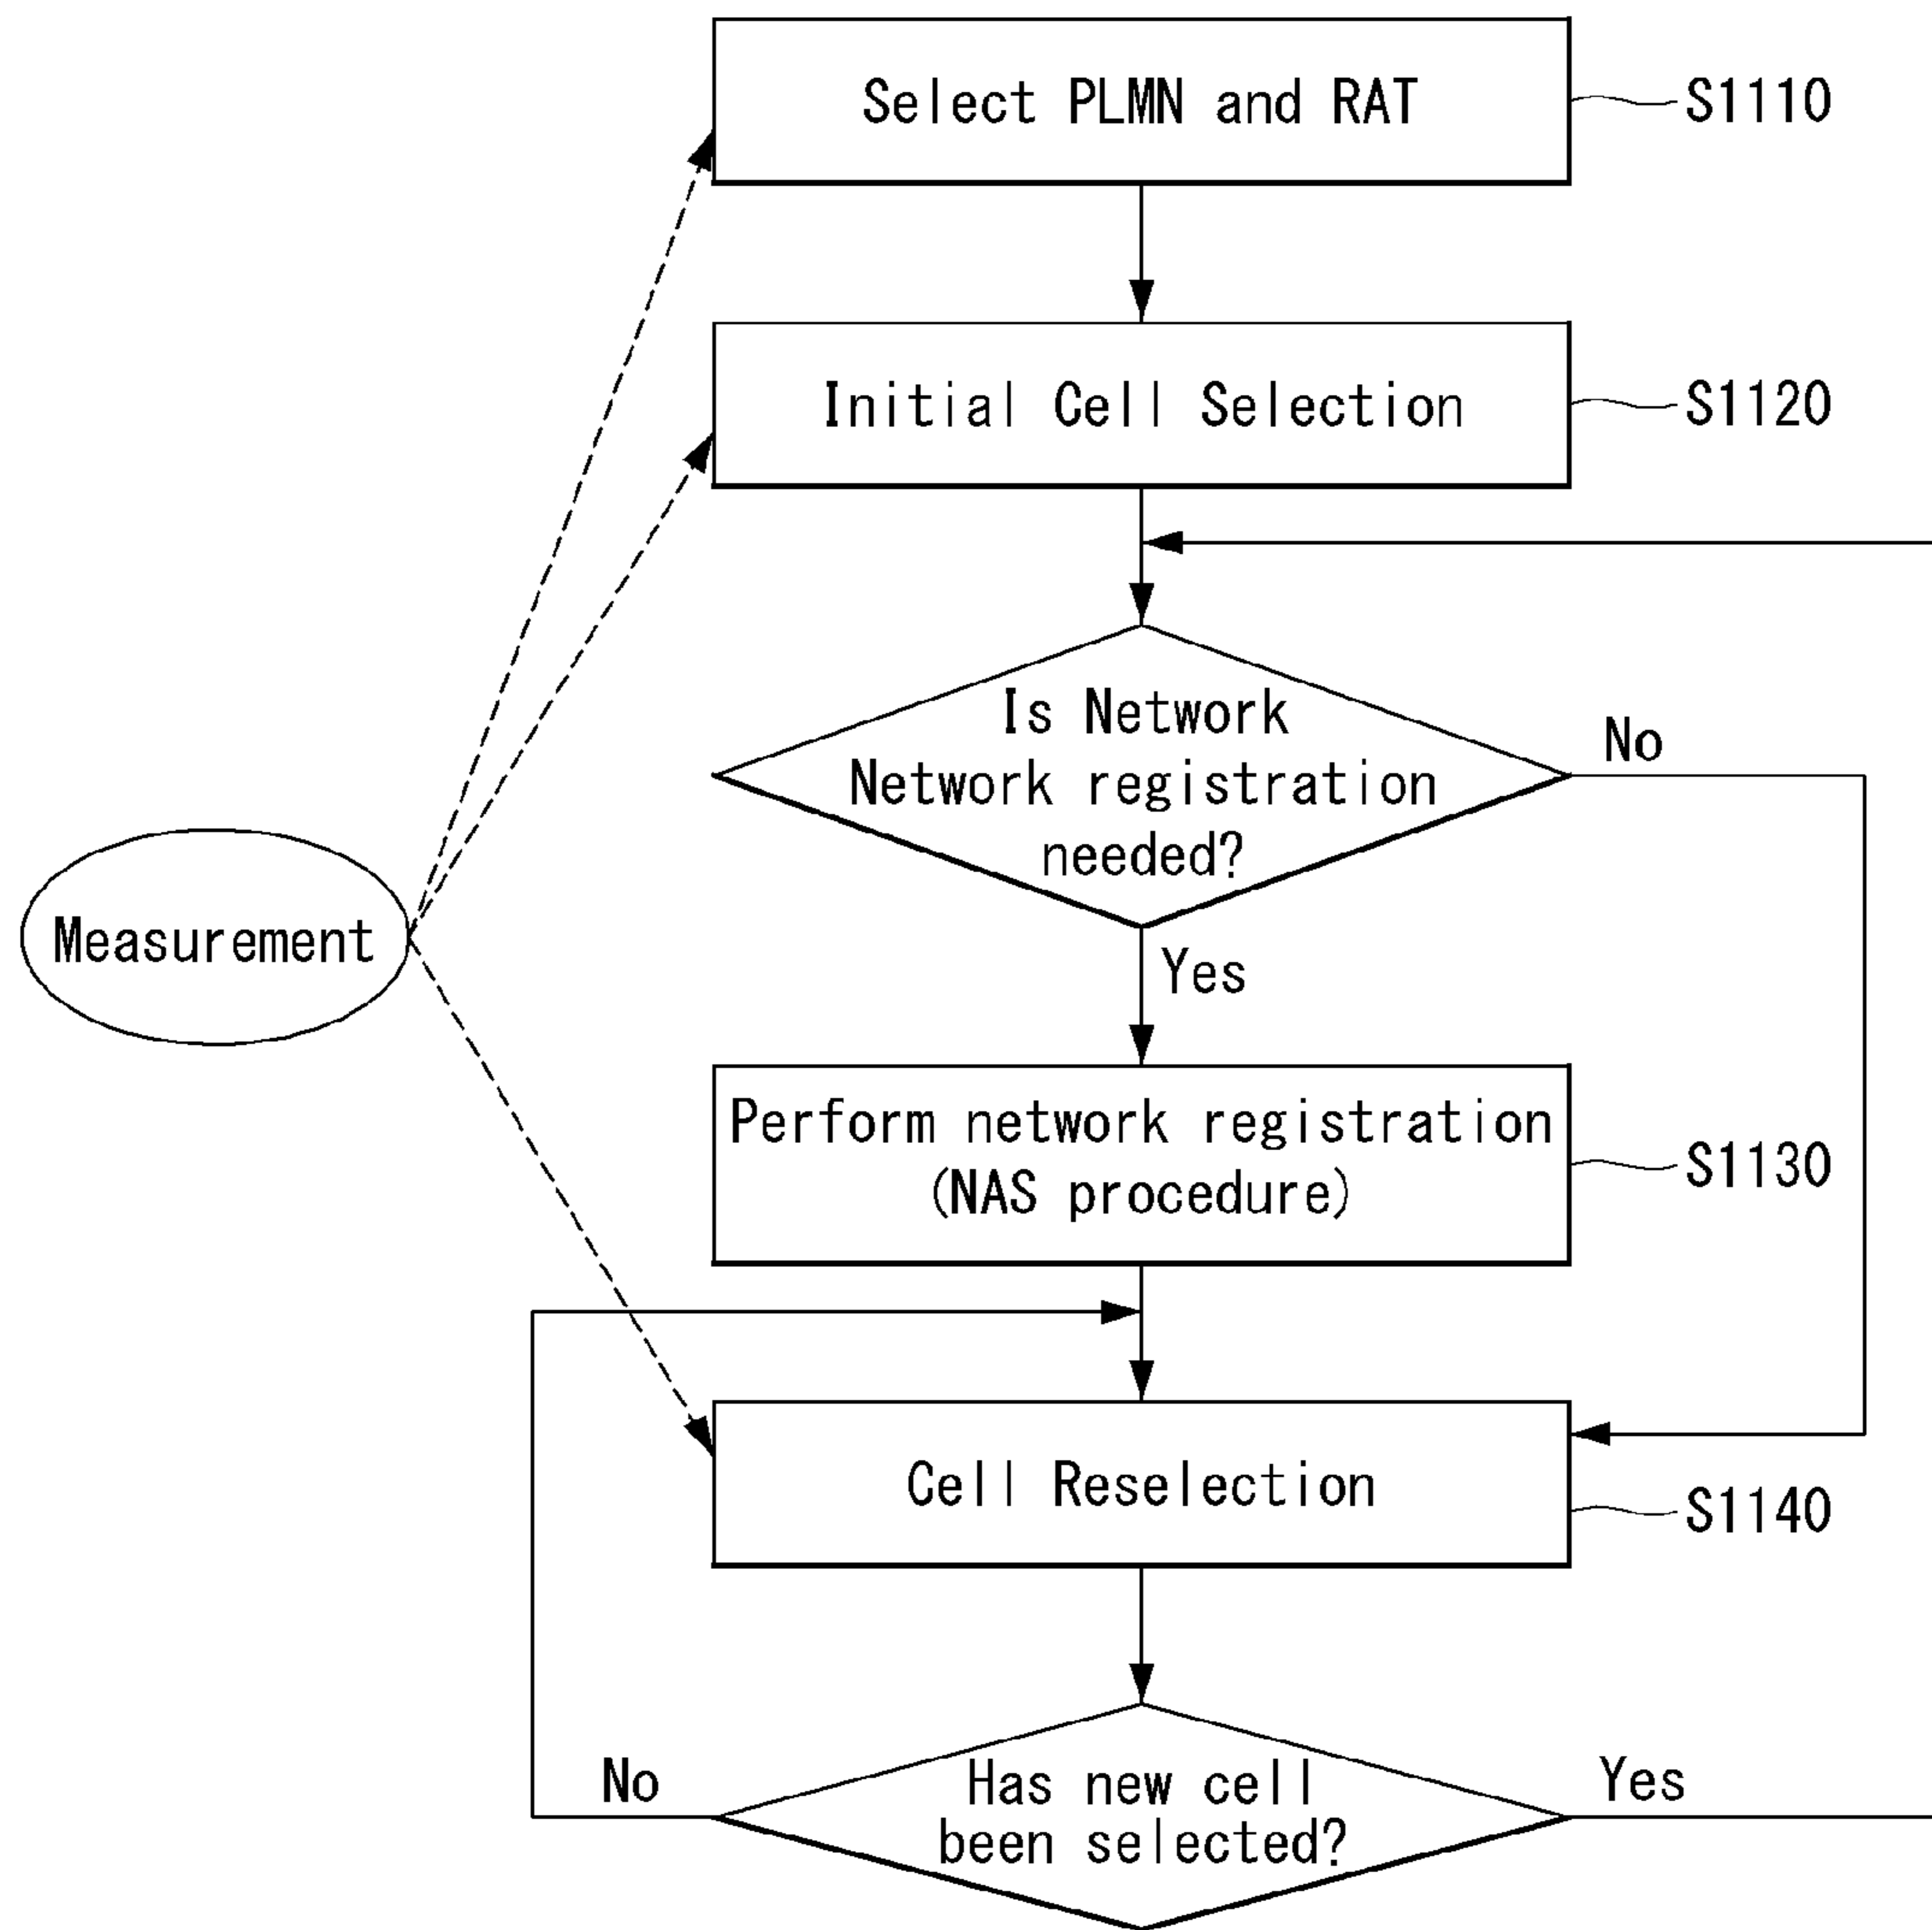 Select PLMN and RAT
S1110
Initial Cell Selection
S1120
Is Network
Network registration
needed?
No
Yes
Measurement
Perform network registration
(NAS procedure)
S1130
Cell Reselection
S1140
No
Has new cell
been selected?
Yes